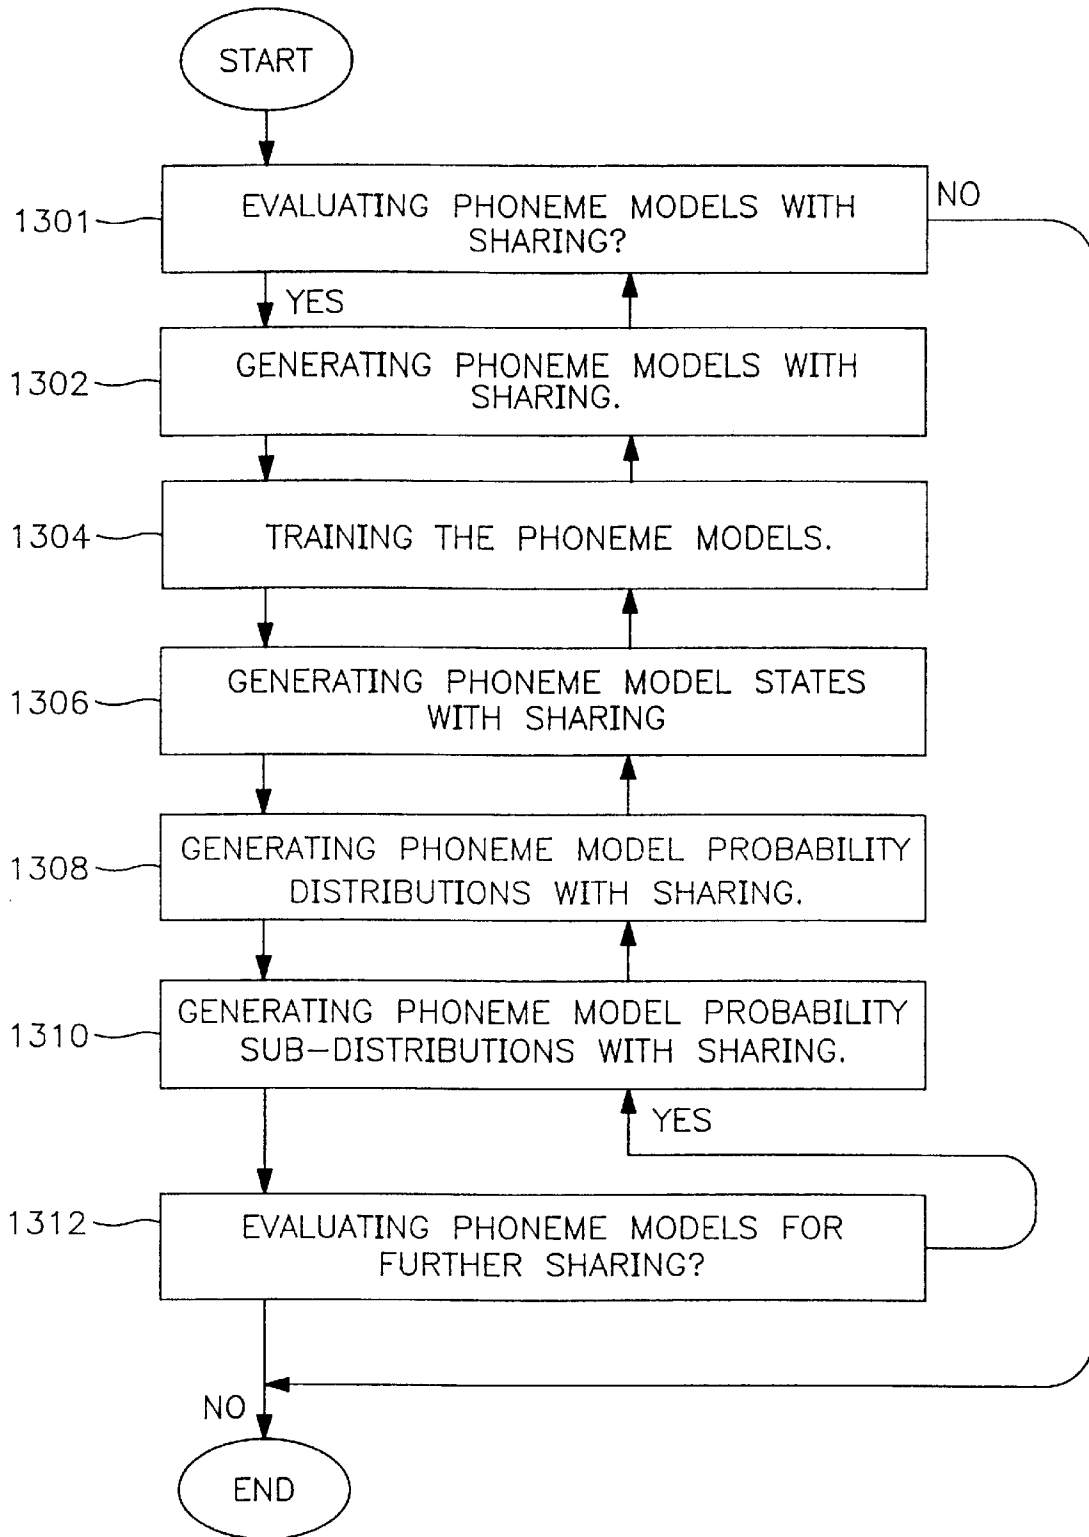 START
1301
EVALUATING PHONEME MODELS WITH
SHARING?
NO
YES
1302
GENERATING PHONEME MODELS WITH
SHARING.
1304
TRAINING THE PHONEME MODELS.
1306
GENERATING PHONEME MODEL STATES
WITH SHARING
1308
GENERATING PHONEME MODEL PROBABILITY
DISTRIBUTIONS WITH SHARING.
1310
GENERATING PHONEME MODEL PROBABILITY
SUB-DISTRIBUTIONS WITH SHARING.
YES
1312
EVALUATING PHONEME MODELS FOR
FURTHER SHARING?
NO
END